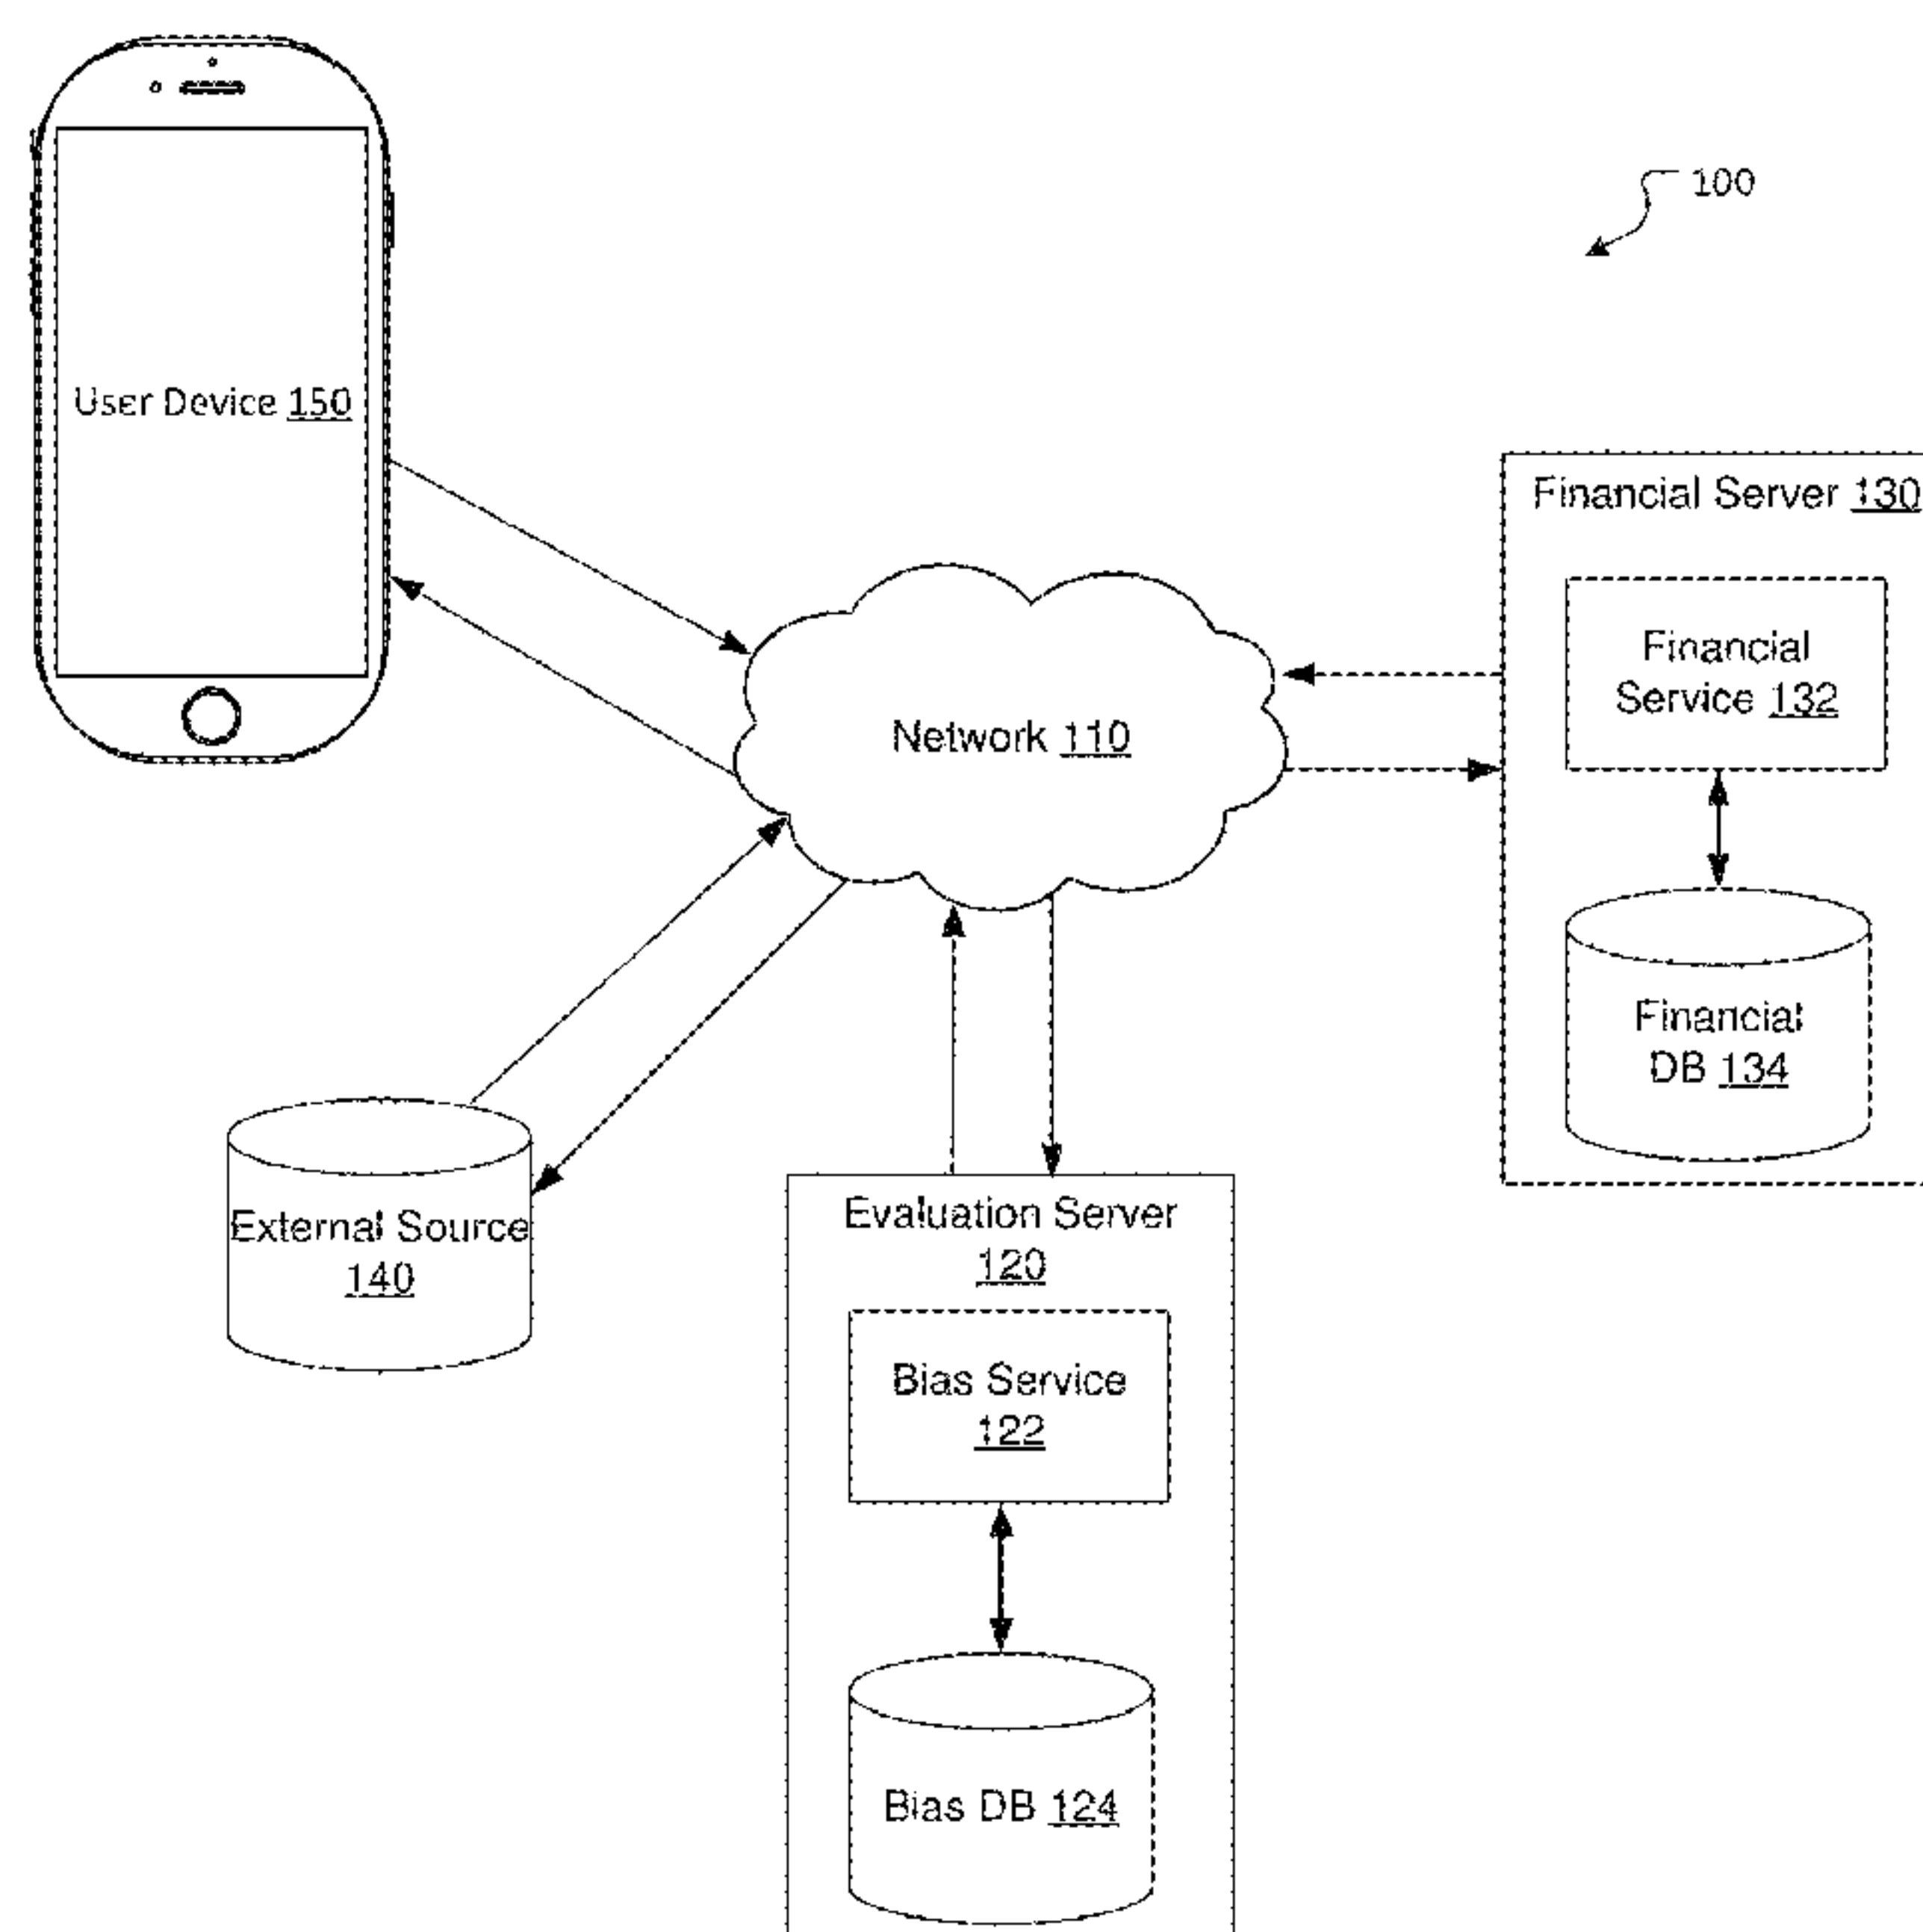 100
User Device 150
Financial Server 130
Financial
Service 132
Network 110
Financial
DB 134
External Source
140
Evaluation Server
120
Bias Service
122
Bias DB 124